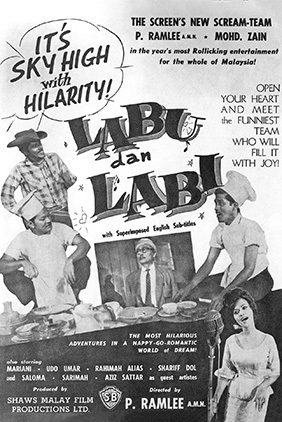 IT'S
SKY HIGH
with
HILARITY!
THE SCREEN'S NEW SCREAM-TEAM
P. RAMLEE A.M.N. • MOHD. ZAIN
in the year's most Rollicking entertainment
for the whole of Malaysia!
OPEN
YOUR HEART
AND MEET
the FUNNIEST
TEAM
WHO WILL
FILL IT
WITH JOY!
LABU
dan
LABI
with Superimposed English Sub-titles
THE MOST HILARIOUS
ADVENTURES IN A HAPPY-GO-ROMANTIC
WORLD of DREAM!
also starring
MARIANI • UDO UMAR • RAHIMAH ALIAS • SHARIFF DOL
and SALOMA • SARIMAH • AZIZ SATTAR as guest artistes
Produced by
SHAWS MALAY FILM
PRODUCTIONS LTD.
SB
Directed by
P. RAMLEE A.M.N.